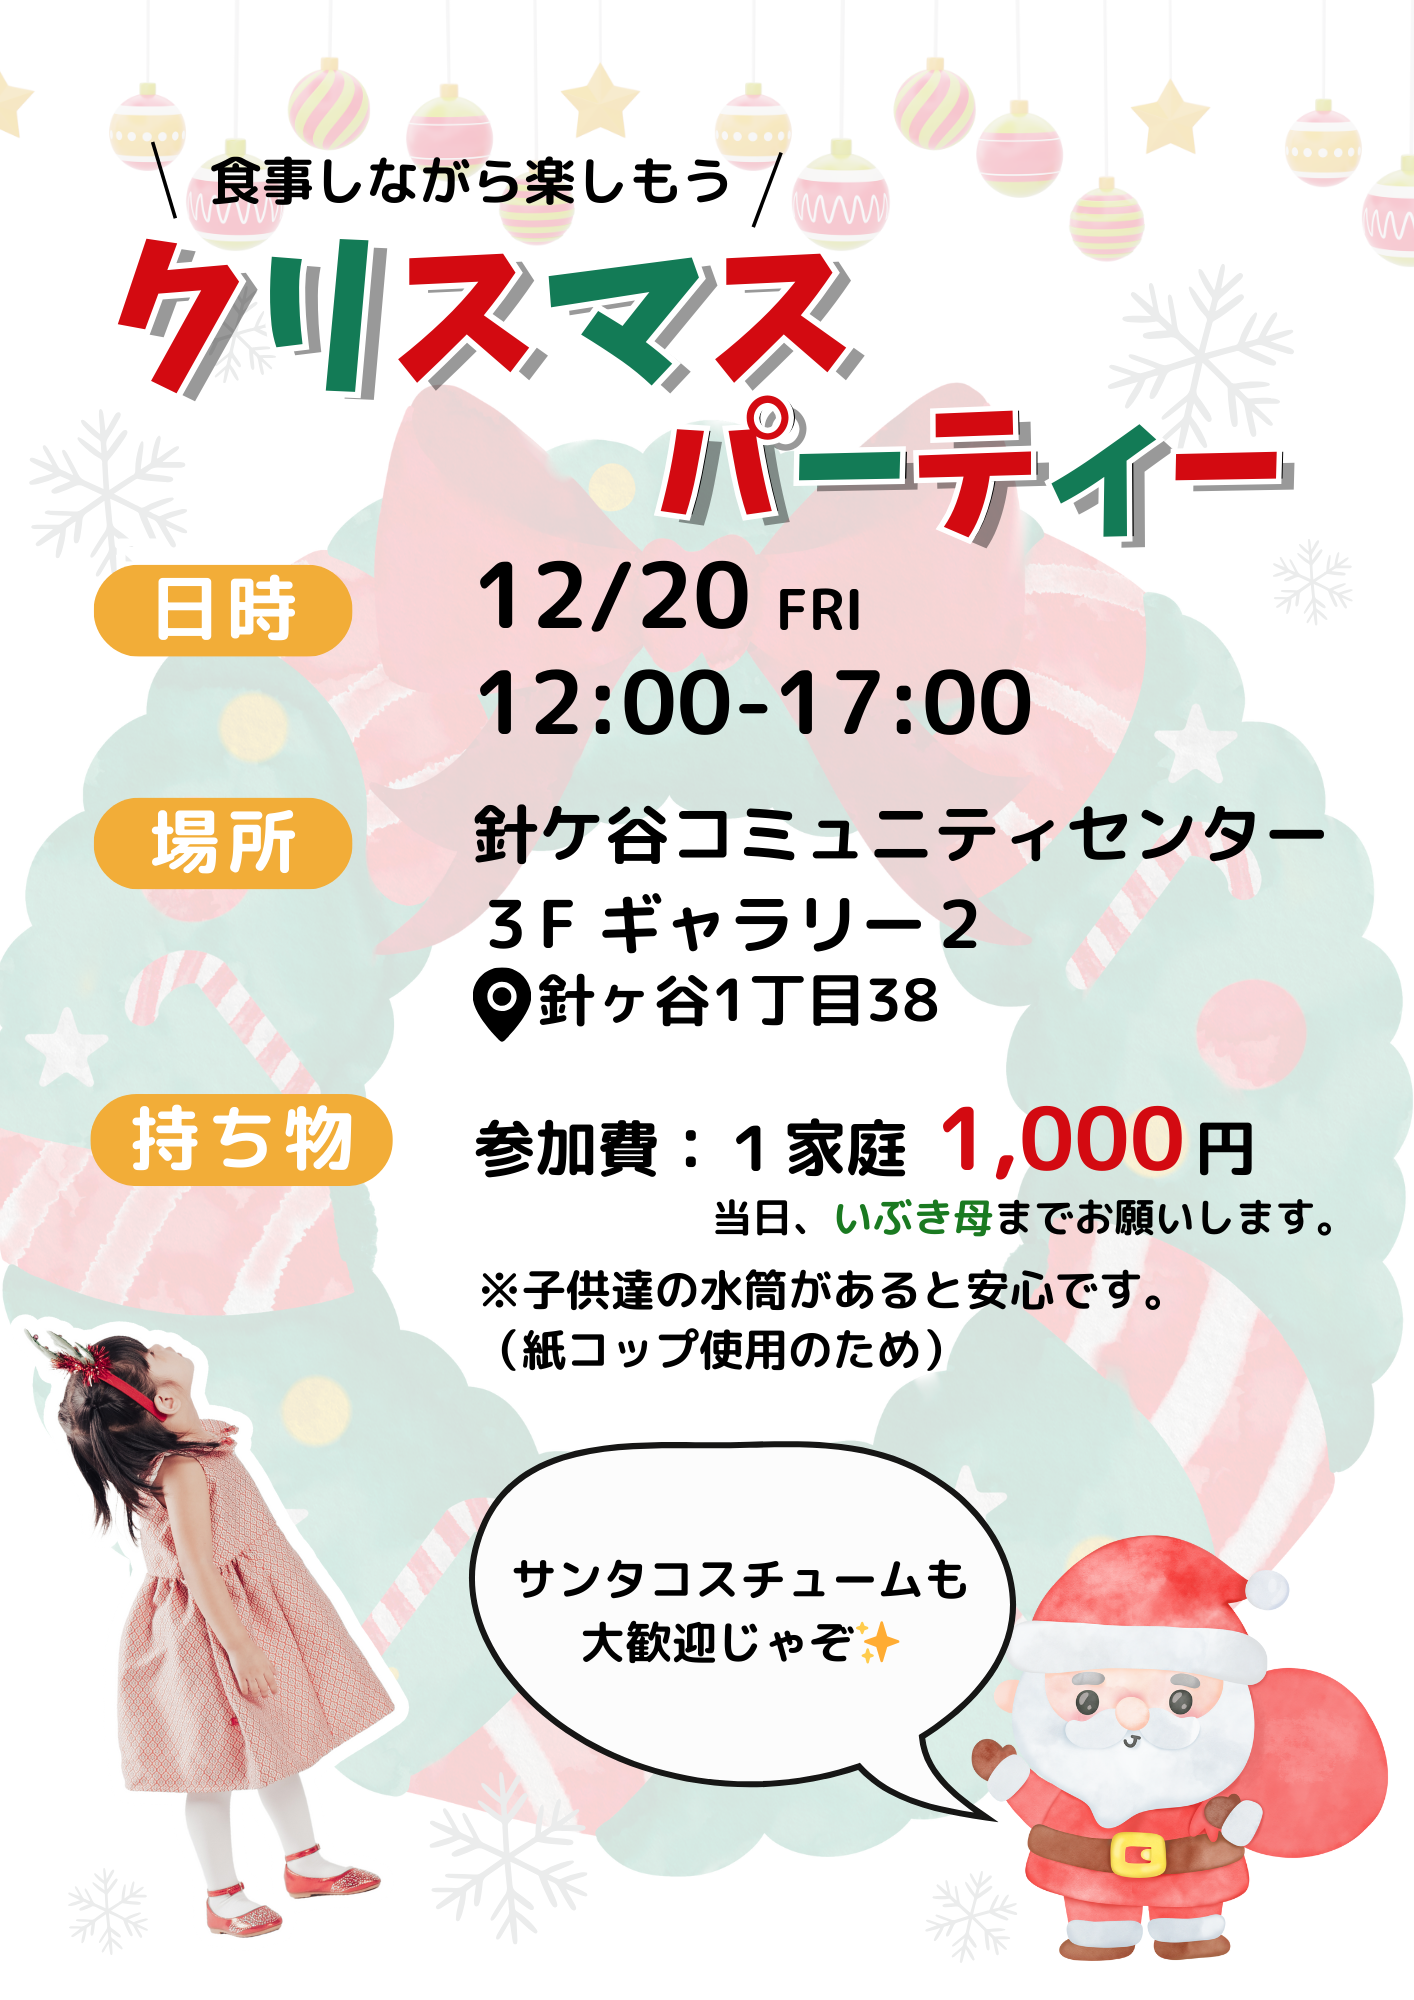 食事しながら楽しもう
クリスマス
パーティー
日時
12/20 FRI
12:00-17:00
場所
針ケ谷コミュニティセンター
3F ギャラリー2
針ヶ谷1丁目38
持ち物
参加費：1家庭 1,000円
当日、いぶき母までお願いします。
※子供達の水筒があると安心です。
（紙コップ使用のため）
サンタコスチュームも
大歓迎じゃぞ✨